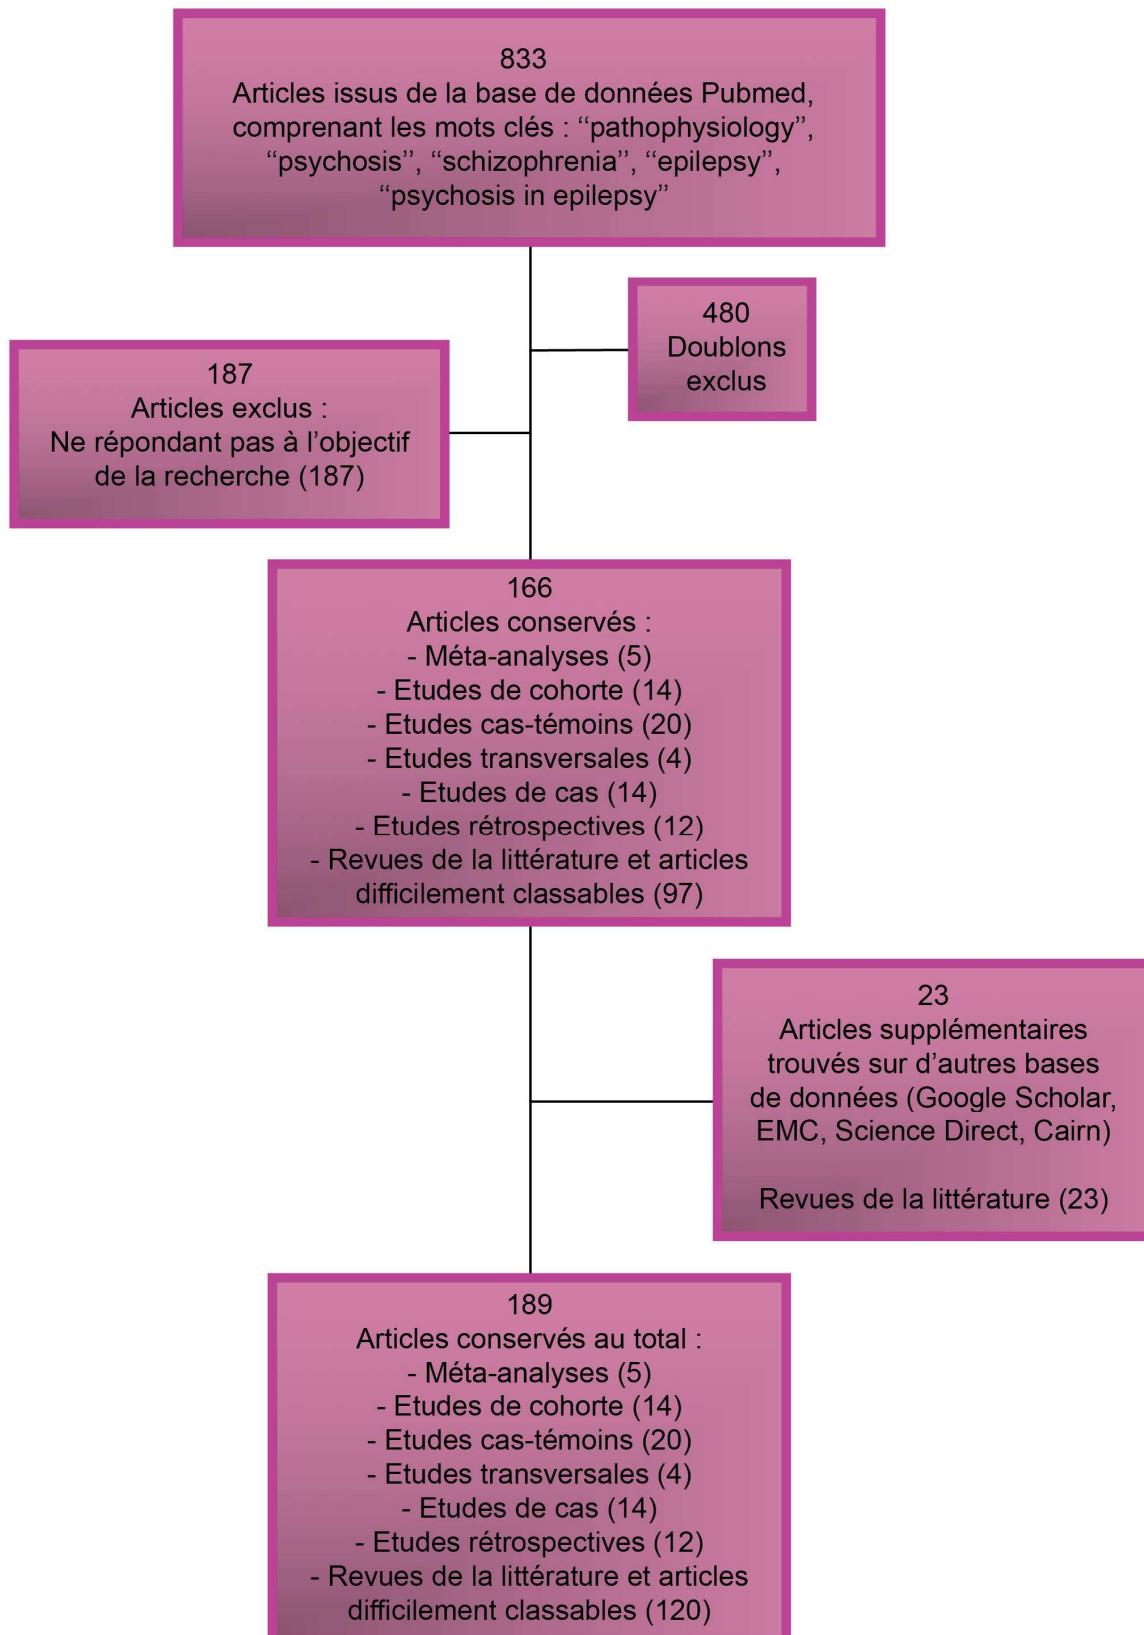 833
Articles issus de la base de données Pubmed,
comprenant les mots clés : ‘‘pathophysiology’’,
‘‘psychosis’’, ‘‘schizophrenia’’, ‘‘epilepsy’’,
‘‘psychosis in epilepsy’’
480
Doublons
exclus
187
Articles exclus :
Ne répondant pas à l’objectif
de la recherche (187)
166
Articles conservés :
- Méta-analyses (5)
- Etudes de cohorte (14)
- Etudes cas-témoins (20)
- Etudes transversales (4)
- Etudes de cas (14)
- Etudes rétrospectives (12)
- Revues de la littérature et articles
difficilement classables (97)
23
Articles supplémentaires
trouvés sur d’autres bases
de données (Google Scholar,
EMC, Science Direct, Cairn)
Revues de la littérature (23)
189
Articles conservés au total :
- Méta-analyses (5)
- Etudes de cohorte (14)
- Etudes cas-témoins (20)
- Etudes transversales (4)
- Etudes de cas (14)
- Etudes rétrospectives (12)
- Revues de la littérature et articles
difficilement classables (120)